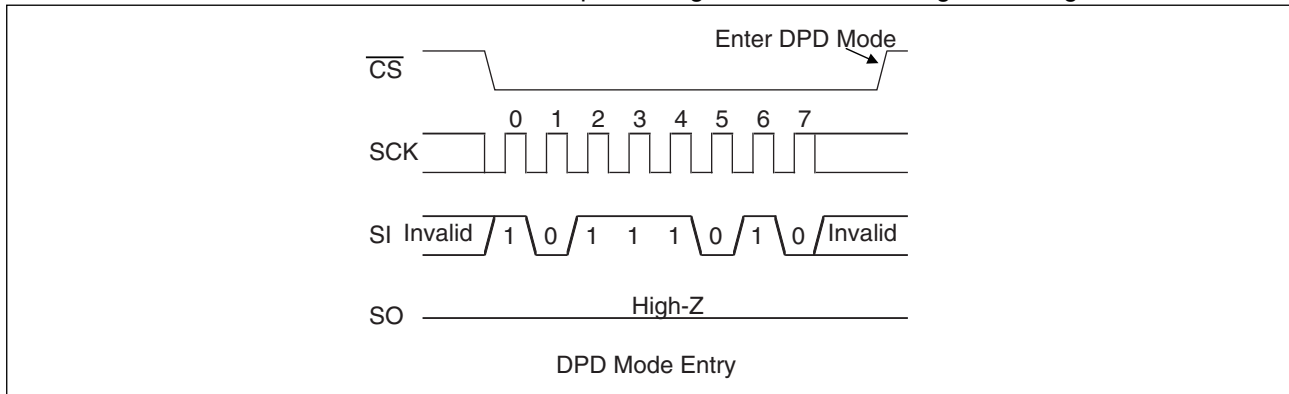 Enter DPD Mode
CS
0 1 2 3 4 5 6 7
SCK
SI Invalid 1 0 1 1 1 0 1 0 Invalid
High-Z
SO
DPD Mode Entry